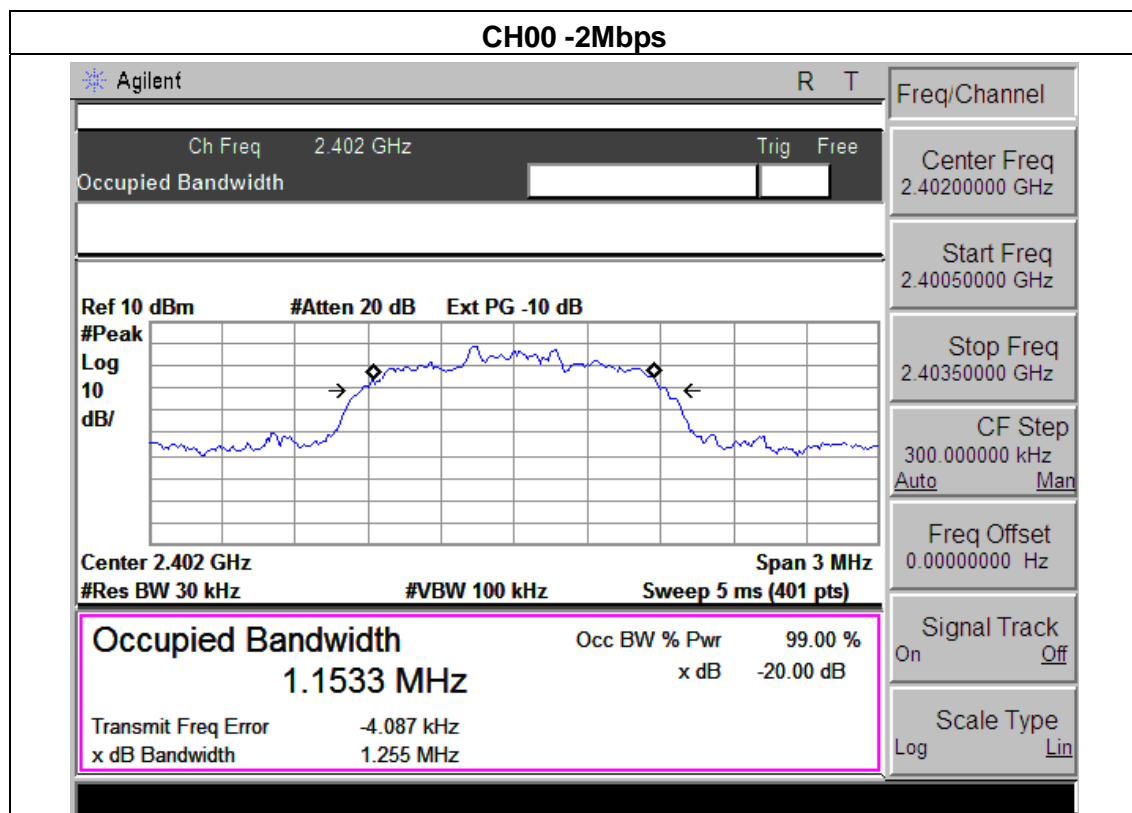 CH00 -2Mbps
Agilent R T
Ch Freq 2.402 GHz Trig Free
Occupied Bandwidth
Ref 10 dBm #Atten 20 dB Ext PG -10 dB
#Peak
Log
10
dB/
Center 2.402 GHz Span 3 MHz
#Res BW 30 kHz #VBW 100 kHz Sweep 5 ms (401 pts)
Occupied Bandwidth
1.1533 MHz
Occ BW % Pwr 99.00 %
x dB -20.00 dB
Transmit Freq Error -4.087 kHz
x dB Bandwidth 1.255 MHz
Freq/Channel
Center Freq
2.40200000 GHz
Start Freq
2.40050000 GHz
Stop Freq
2.40350000 GHz
CF Step
300.000000 kHz
Auto Man
Freq Offset
0.00000000 Hz
Signal Track
On Off
Scale Type
Log Lin